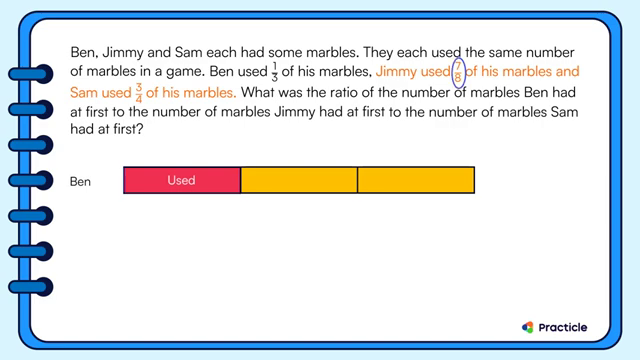 Ben, Jimmy and Sam each had some marbles. They each used the same number
of marbles in a game. Ben used 1/3 of his marbles, Jimmy used 7/8 of his marbles and
Sam used 3/4 of his marbles. What was the ratio of the number of marbles Ben had
at first to the number of marbles Jimmy had at first to the number of marbles Sam
had at first?
Ben
Used
Practicle